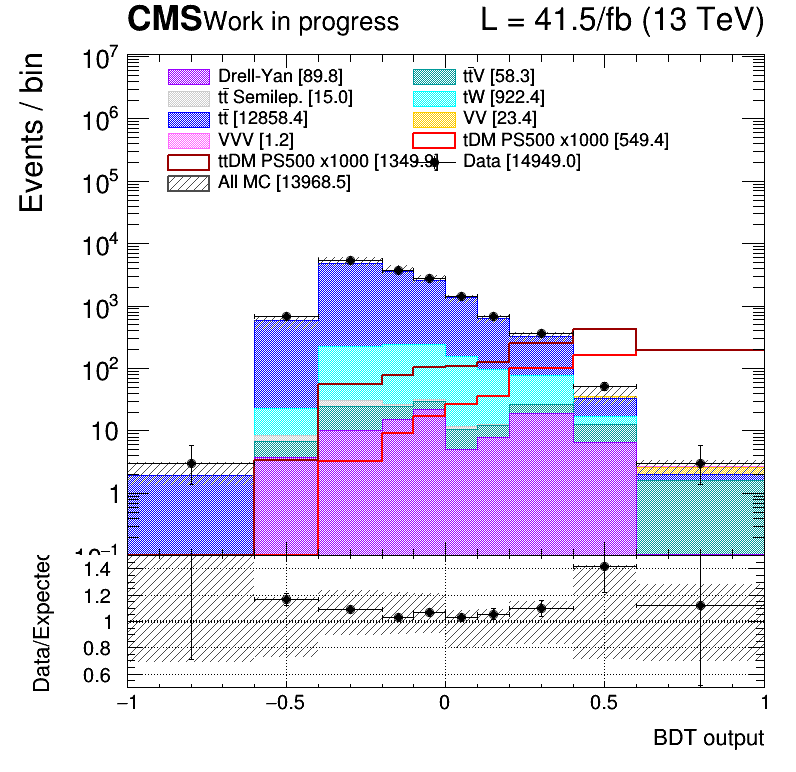 CMS Work in progress L = 41.5/fb (13 TeV)
Events / bin
10⁷
10⁶
10⁵
10⁴
10³
10²
10
1
10⁻¹
Drell-Yan [89.8] tt̄V [58.3]
tt̄ Semilep. [15.0] tW [922.4]
tt̄ [12858.4] VV [23.4]
VVV [1.2] tDM PS500 x1000 [549.4]
ttDM PS500 x1000 [1349.9] Data [14949.0]
All MC [13968.5]
Data/Expected
1.4
1.2
1
0.8
0.6
−1 −0.5 0 0.5 1
BDT output